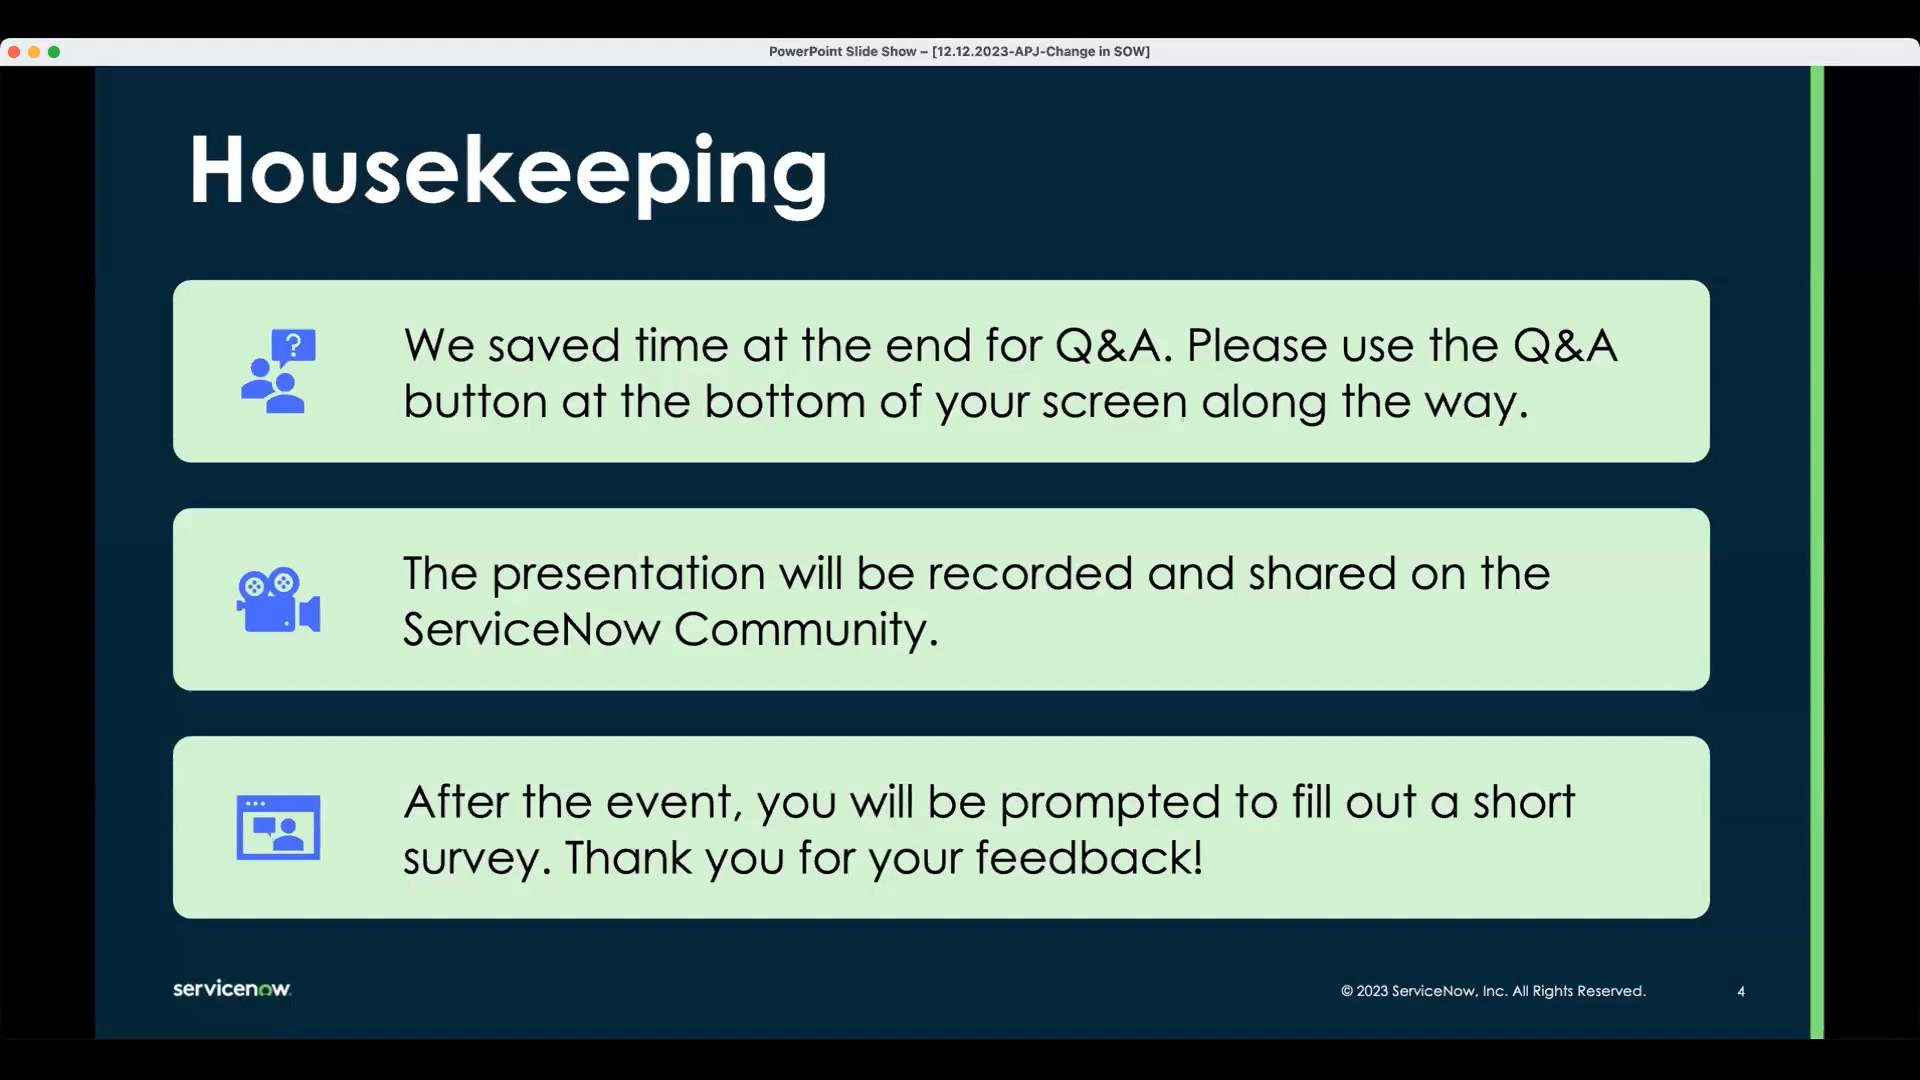 PowerPoint Slide Show – [12.12.2023-APJ-Change in SOW]
Housekeeping
?
We saved time at the end for Q&A. Please use the Q&A
button at the bottom of your screen along the way.
The presentation will be recorded and shared on the
ServiceNow Community.
After the event, you will be prompted to fill out a short
survey. Thank you for your feedback!
servicenow.
© 2023 ServiceNow, Inc. All Rights Reserved.
4